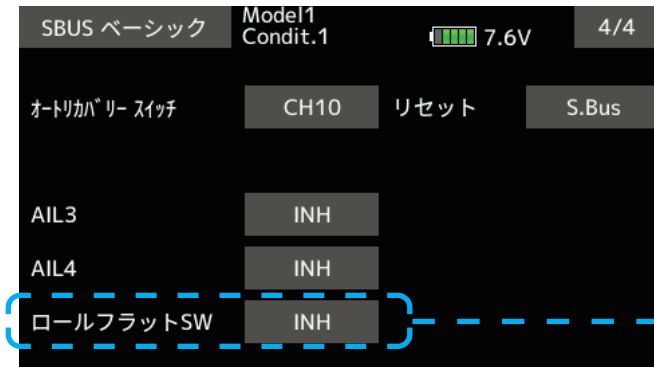 SBUS ベーシック Model1 Condit.1 7.6V 4/4
ｵｰﾄﾘｶﾊﾞﾘｰ ｽｲｯﾁ CH10 リセット S.Bus
AIL3 INH
AIL4 INH
ロールフラットSW INH